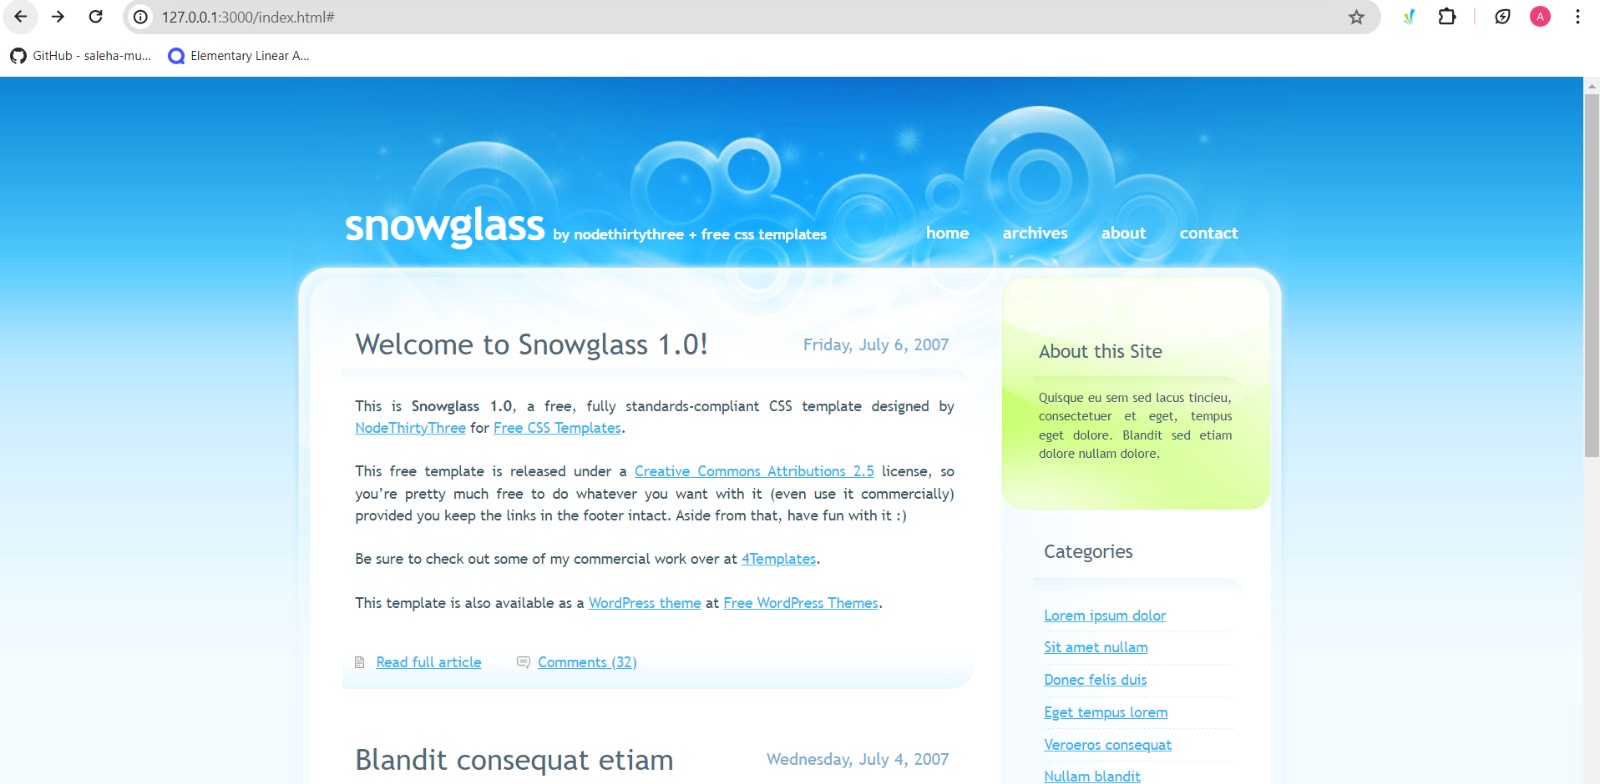 127.0.0.1:3000/index.html#
A
GitHub - saleha-mu...
Elementary Linear A...
snowglass by nodethirtythree + free css templates
home archives about contact
Welcome to Snowglass 1.0!
Friday, July 6, 2007
This is Snowglass 1.0, a free, fully standards-compliant CSS template designed by
NodeThirtyThree for Free CSS Templates.
This free template is released under a Creative Commons Attributions 2.5 license, so
you're pretty much free to do whatever you want with it (even use it commercially)
provided you keep the links in the footer intact. Aside from that, have fun with it :)
Be sure to check out some of my commercial work over at 4Templates.
This template is also available as a WordPress theme at Free WordPress Themes.
Read full article
Comments (32)
Blandit consequat etiam
Wednesday, July 4, 2007
About this Site
Quisque eu sem sed lacus tincieu,
consectetuer et eget, tempus
eget dolore. Blandit sed etiam
dolore nullam dolore.
Categories
Lorem ipsum dolor
Sit amet nullam
Donec felis duis
Eget tempus lorem
Veroeros consequat
Nullam blandit